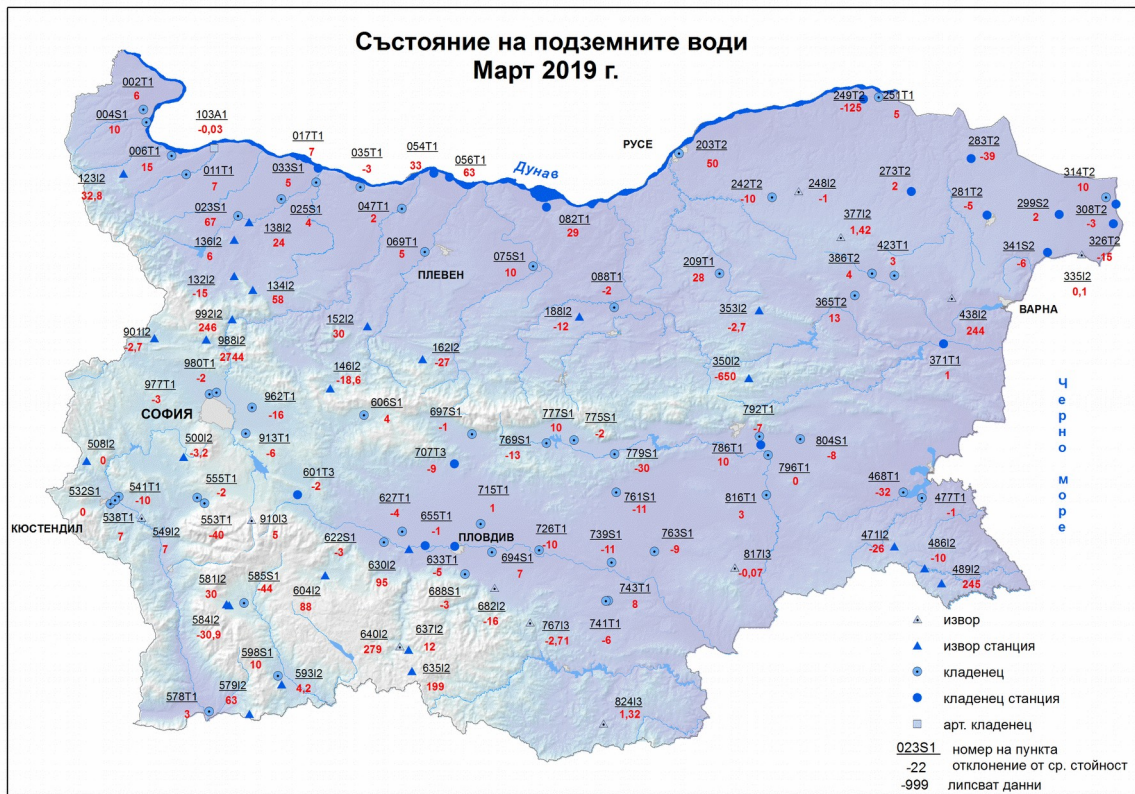 Състояние на подземните води
Март 2019 г.
002T1
6
004S1
10
103A1
-0,03
006T1
15
011T1
7
017T1
7
033S1
5
035T1
-3
054T1
33
056T1
63
Дунав
РУСЕ
203T2
50
249T2
-125
251T1
5
283T2
-39
123I2
32,8
023S1
67
025S1
4
047T1
2
082T1
29
242T2
-10
248I2
-1
273T2
2
281T2
-5
299S2
2
314T2
10
308T2
-3
326T2
-15
136I2
6
138I2
24
069T1
5
ПЛЕВЕН
075S1
10
377I2
1,42
423T1
3
386T2
4
341S2
-6
335I2
0,1
132I2
-15
134I2
58
088T1
-2
209T1
28
365T2
13
ВАРНА
992I2
246
152I2
30
188I2
-12
353I2
-2,7
438I2
244
901I2
-2,7
988I2
2744
162I2
-27
350I2
-650
371T1
1
980T1
-2
146I2
-18,6
977T1
-3
СОФИЯ
962T1
-16
606S1
4
697S1
-1
777S1
10
775S1
-2
792T1
-7
Черно море
508I2
0
500I2
-3,2
913T1
-6
707T3
-9
769S1
-13
779S1
-30
786T1
10
804S1
-8
796T1
0
532S1
0
541T1
-10
555T1
-2
601T3
-2
715T1
1
761S1
-11
816T1
3
468T1
-32
477T1
-1
КЮСТЕНДИЛ
538T1
7
549I2
7
553T1
-40
910I3
5
627T1
-4
622S1
-3
655T1
-1
ПЛОВДИВ
726T1
-10
739S1
-11
763S1
-9
471I2
-26
486I2
-10
489I2
245
581I2
30
585S1
-44
604I2
88
630I2
95
633T1
-5
694S1
7
817I3
-0,07
584I2
-30,9
688S1
-3
682I2
-16
743T1
8
741T1
-6
767I3
-2,71
598S1
10
640I2
279
637I2
12
635I2
199
578T1
3
579I2
63
593I2
4,2
824I3
1,32
извор
извор станция
кладенец
кладенец станция
арт. кладенец
023S1 номер на пункта
-22 отклонение от ср. стойност
-999 липсват данни